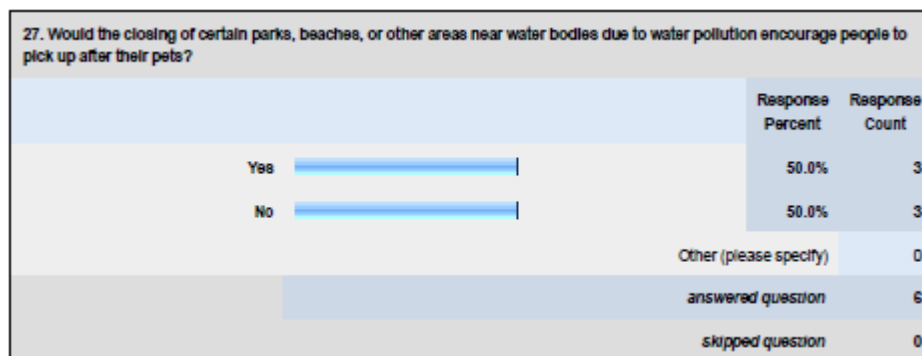 27. Would the closing of certain parks, beaches, or other areas near water bodies due to water pollution encourage people to
pick up after their pets?
Response Percent Response Count
Yes 50.0% 3
No 50.0% 3
Other (please specify) 0
answered question 6
skipped question 0